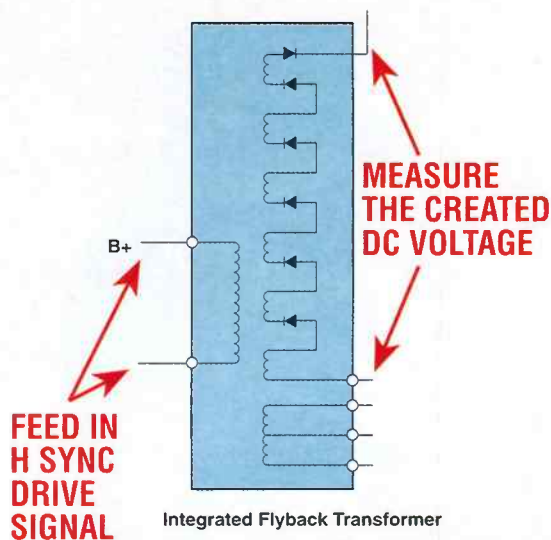 MEASURE
THE CREATED
DC VOLTAGE
B+
FEED IN
H SYNC
DRIVE
SIGNAL
Integrated Flyback Transformer